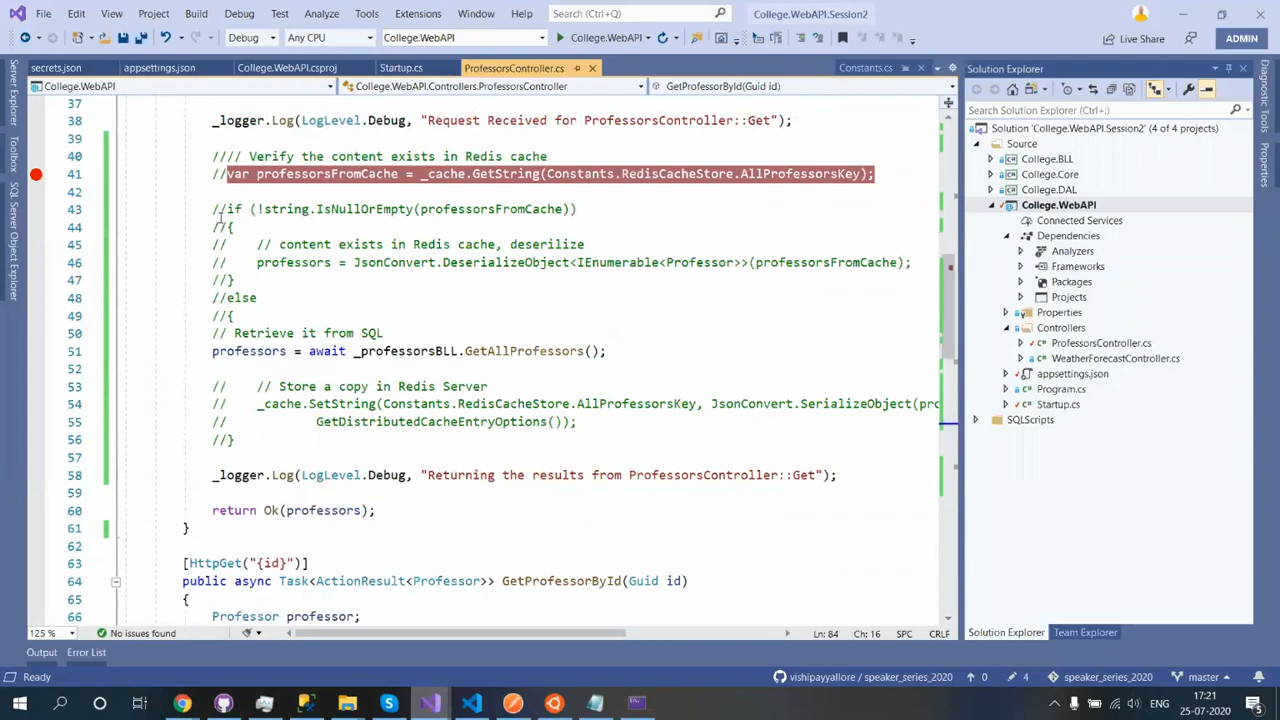 File Edit View Git Project Build Debug Test Analyze Tools Extensions Window Help Search (Ctrl+Q) College.WebAPI.Session2
Debug Any CPU College.WebAPI College.WebAPI Live Share ADMIN
secrets.json appsettings.json College.WebAPI.csproj Startup.cs ProfessorsController.cs Constants.cs
College.WebAPI College.WebAPI.Controllers.ProfessorsController GetProfessorById(Guid id)
37
38 _logger.Log(LogLevel.Debug, "Request Received for ProfessorsController::Get");
39
40 //// Verify the content exists in Redis cache
41 //var professorsFromCache = _cache.GetString(Constants.RedisCacheStore.AllProfessorsKey);
42
43 //if (!string.IsNullOrEmpty(professorsFromCache))
44 //{
45 // // content exists in Redis cache, deserilize
46 // professors = JsonConvert.DeserializeObject<IEnumerable<Professor>>(professorsFromCache);
47 //}
48 //else
49 //{
50 // Retrieve it from SQL
51 professors = await _professorsBLL.GetAllProfessors();
52
53 // // Store a copy in Redis Server
54 // _cache.SetString(Constants.RedisCacheStore.AllProfessorsKey, JsonConvert.SerializeObject(pro
55 // GetDistributedCacheEntryOptions());
56 //}
57
58 _logger.Log(LogLevel.Debug, "Returning the results from ProfessorsController::Get");
59
60 return Ok(professors);
61 }
62
63 [HttpGet("{id}")]
64 public async Task<ActionResult<Professor>> GetProfessorById(Guid id)
65 {
66 Professor professor;
125 % No issues found Ln: 84 Ch: 16 SPC CRLF
Server Explorer
Toolbox
SQL Server Object Explorer
Solution Explorer
Search Solution Explorer (Ctrl+;)
Solution 'College.WebAPI.Session2' (4 of 4 projects)
Source
College.BLL
College.Core
College.DAL
College.WebAPI
Connected Services
Dependencies
Analyzers
Frameworks
Packages
Projects
Properties
Controllers
ProfessorsController.cs
WeatherForecastController.cs
appsettings.json
Program.cs
Startup.cs
SQLScripts
Solution Explorer Team Explorer
Diagnostic Tools
Properties
Output Error List
Ready vishipayyallore / speaker_series_2020 0 4 speaker_series_2020 master
ENG 17:21
25-07-2020 5